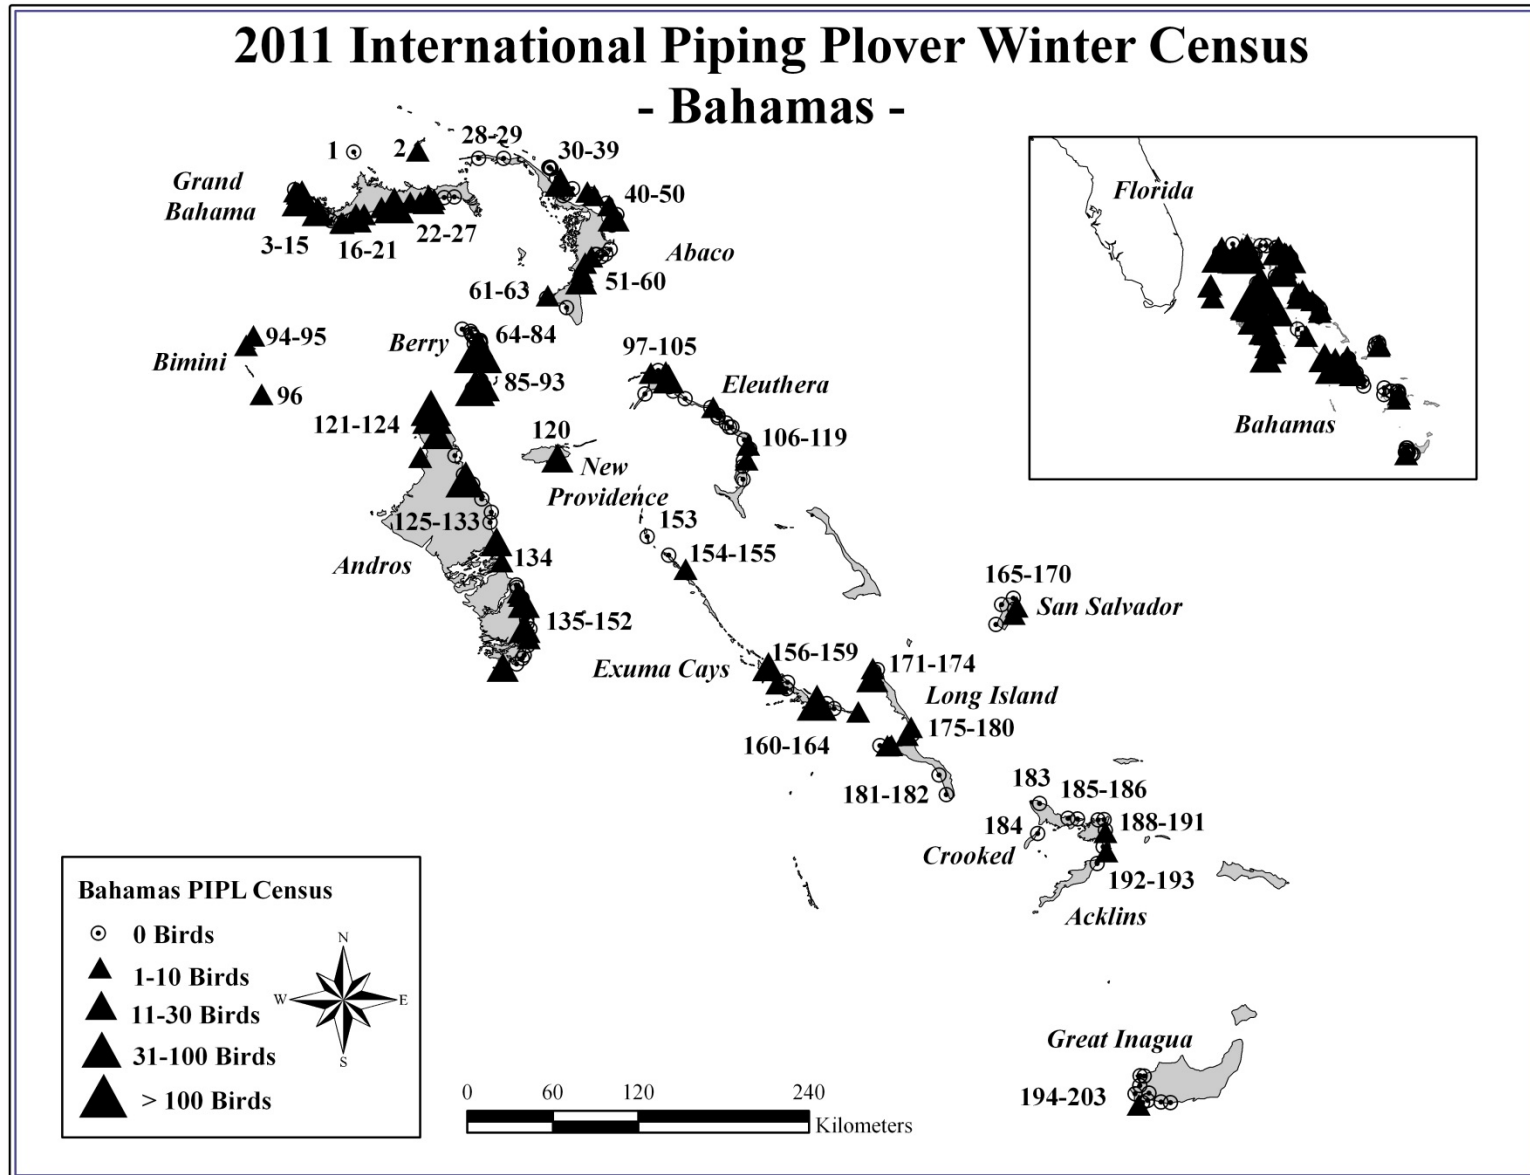 2011 International Piping Plover Winter Census
- Bahamas -
1
2
28-29
30-39
Grand
Bahama
40-50
3-15
16-21
22-27
Abaco
61-63
51-60
94-95
Bimini
96
Berry
64-84
85-93
97-105
Eleuthera
121-124
120
New
Providence
106-119
125-133
134
Andros
153
154-155
135-152
165-170
San Salvador
Exuma Cays
156-159
171-174
Long Island
160-164
175-180
181-182
183
185-186
184
188-191
Crooked
192-193
Acklins
Great Inagua
194-203
Florida
Bahamas
Bahamas PIPL Census
0 Birds
1-10 Birds
11-30 Birds
31-100 Birds
> 100 Birds
N
W
E
S
0
60
120
240
Kilometers